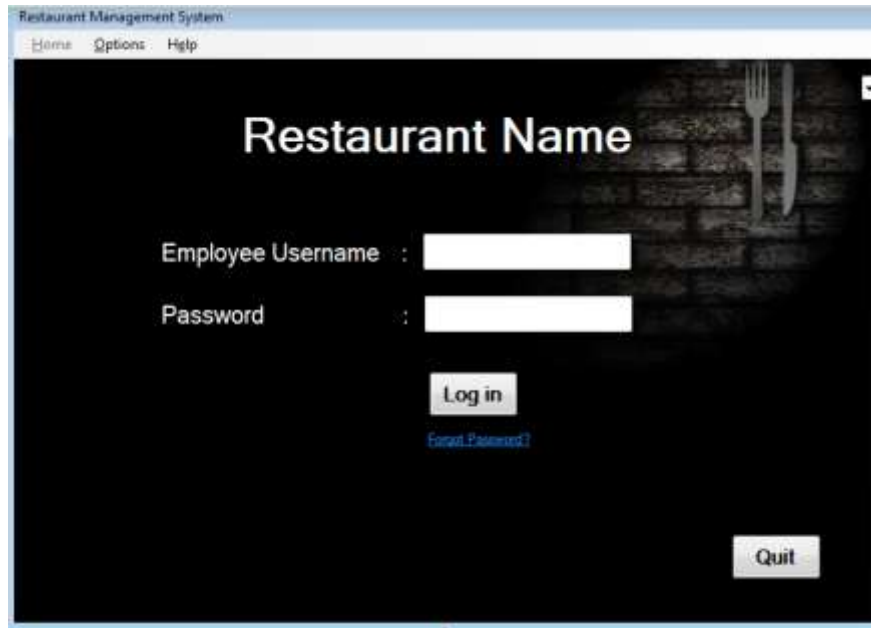 Restaurant Management System
Home Options Help
Restaurant Name
Employee Username :
Password :
Log in
Forgot Password?
Quit